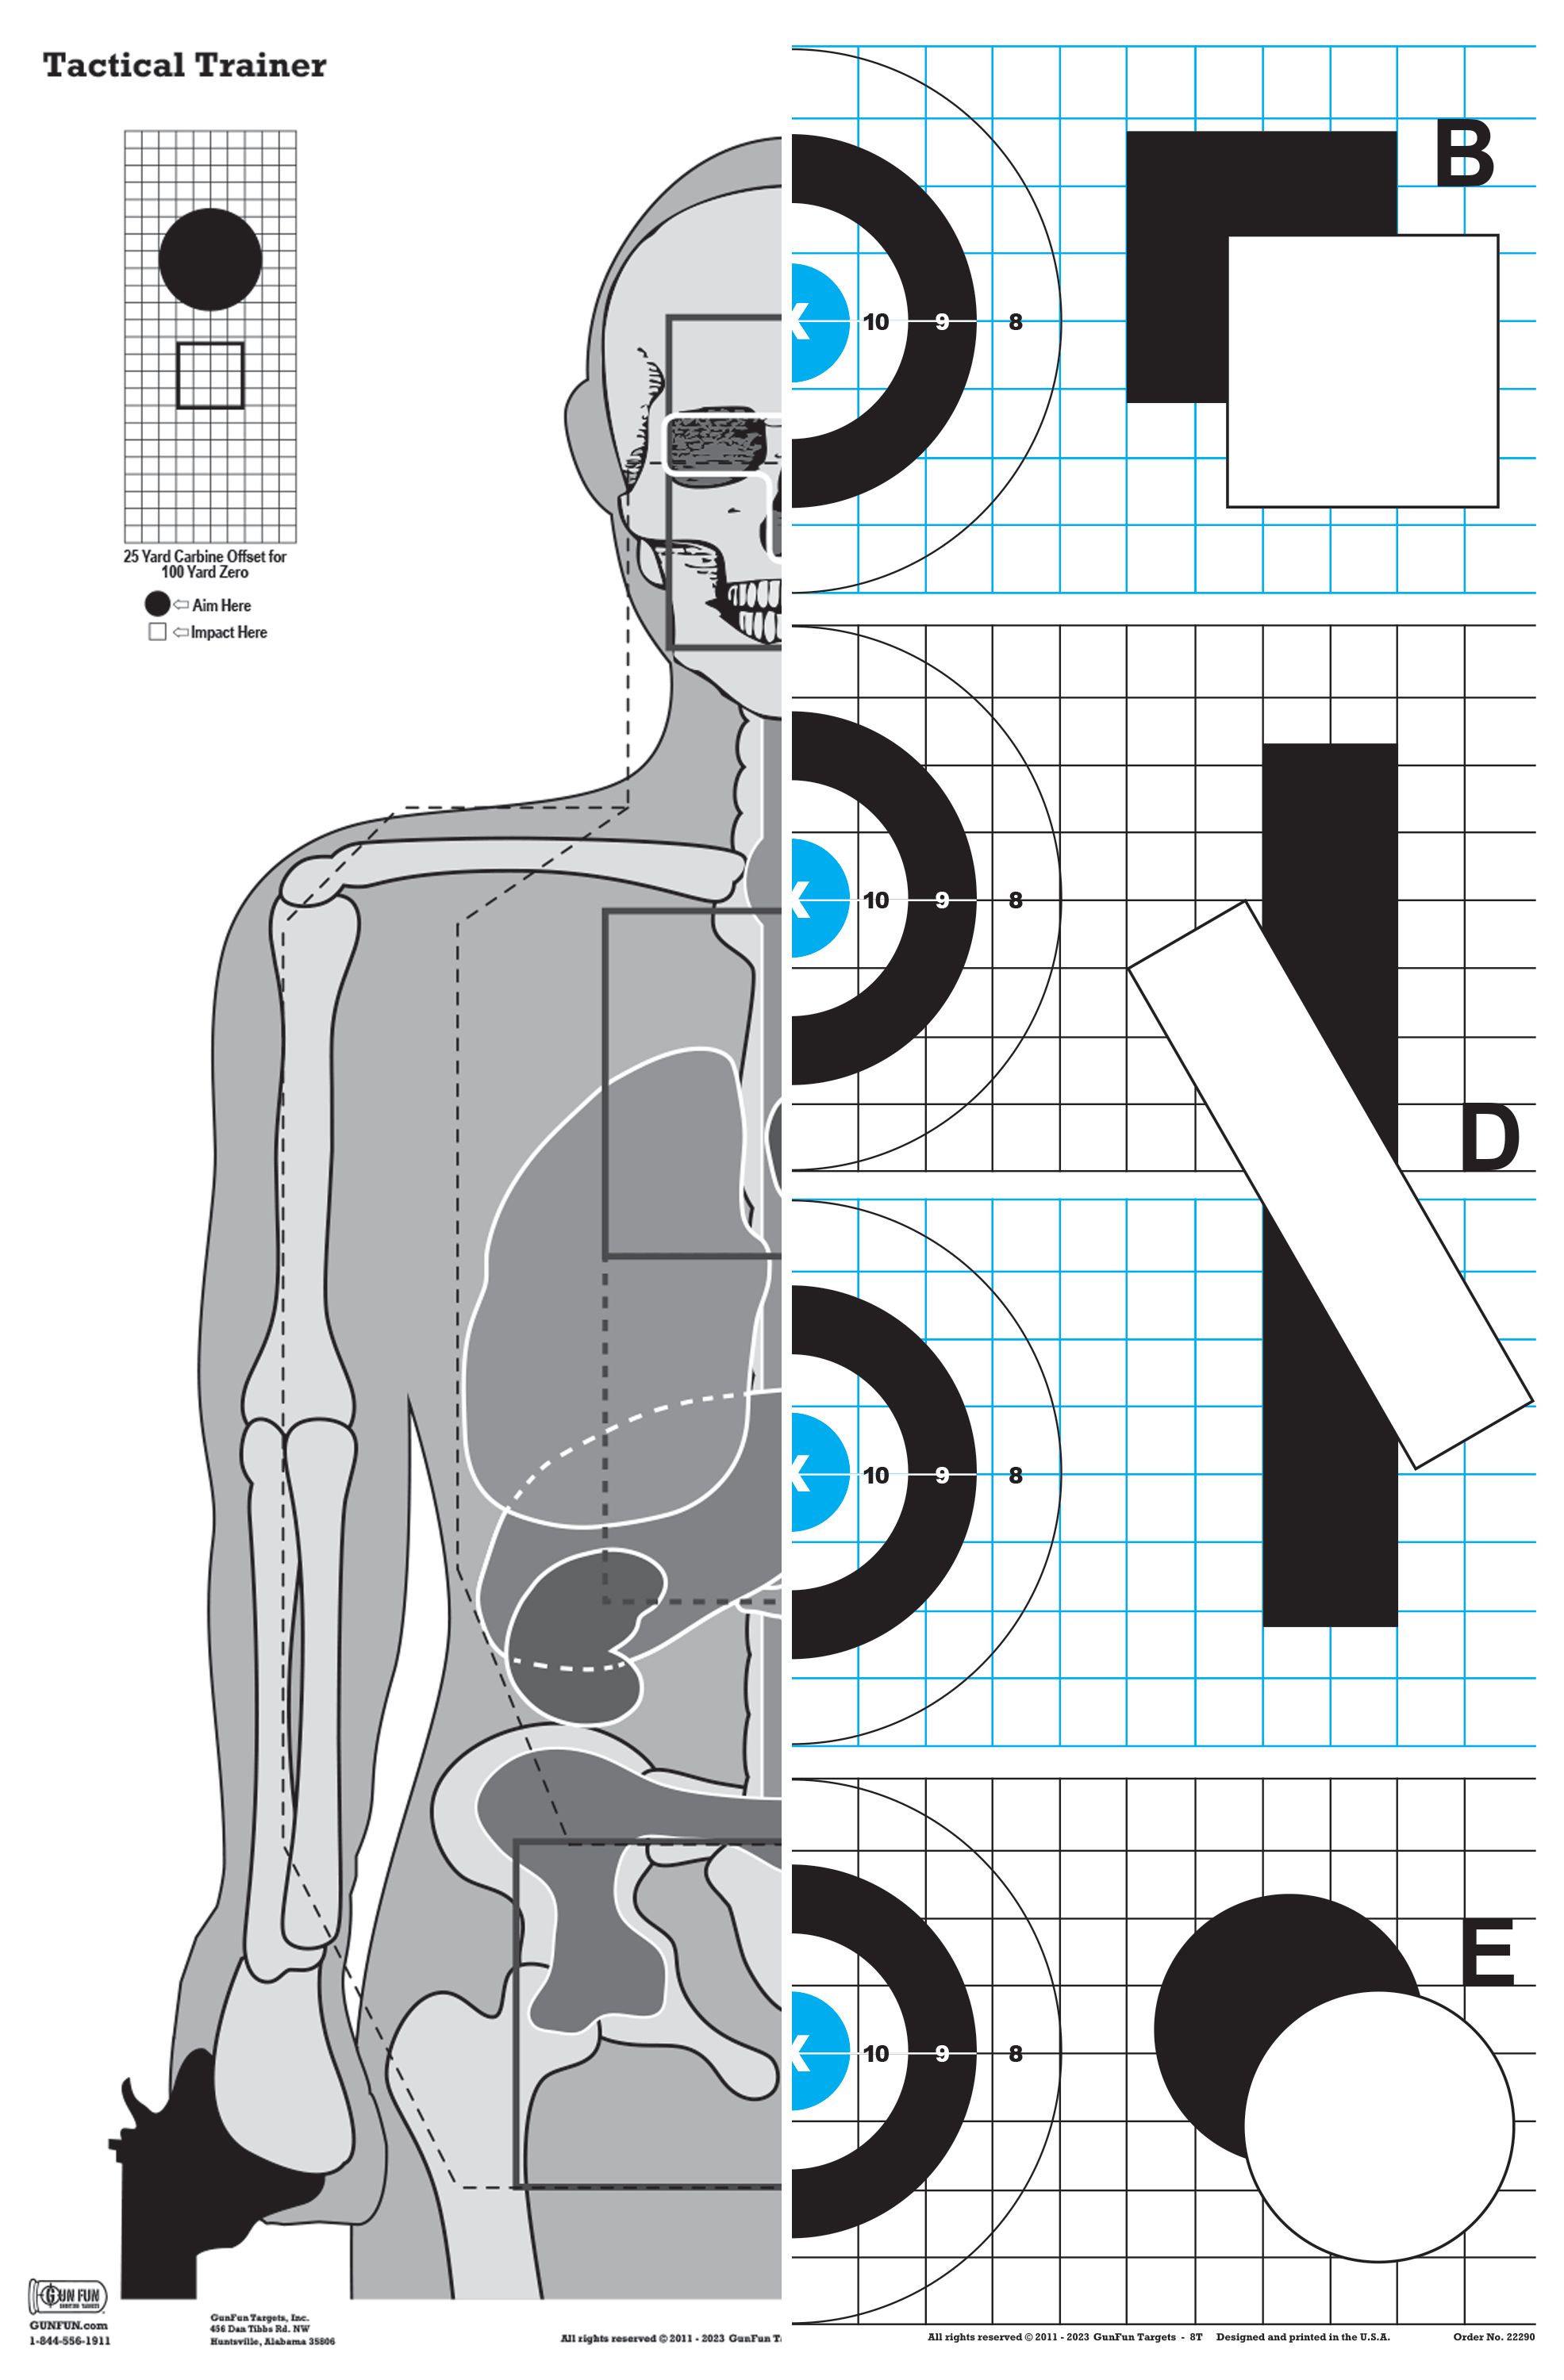 Tactical Trainer
25 Yard Carbine Offset for
100 Yard Zero
Aim Here
Impact Here
GUN FUN
SHOOTING TARGETS
GUNFUN.com
1-844-556-1911
GunFun Targets, Inc.
456 Dan Tibbs Rd. NW
Huntsville, Alabama 35806
All rights reserved © 2011 - 2023 GunFun T
B
X 10 9 8
X 10 9 8
D
X 10 9 8
E
X 10 9 8
All rights reserved © 2011 - 2023 GunFun Targets - 8T Designed and printed in the U.S.A. Order No. 22290